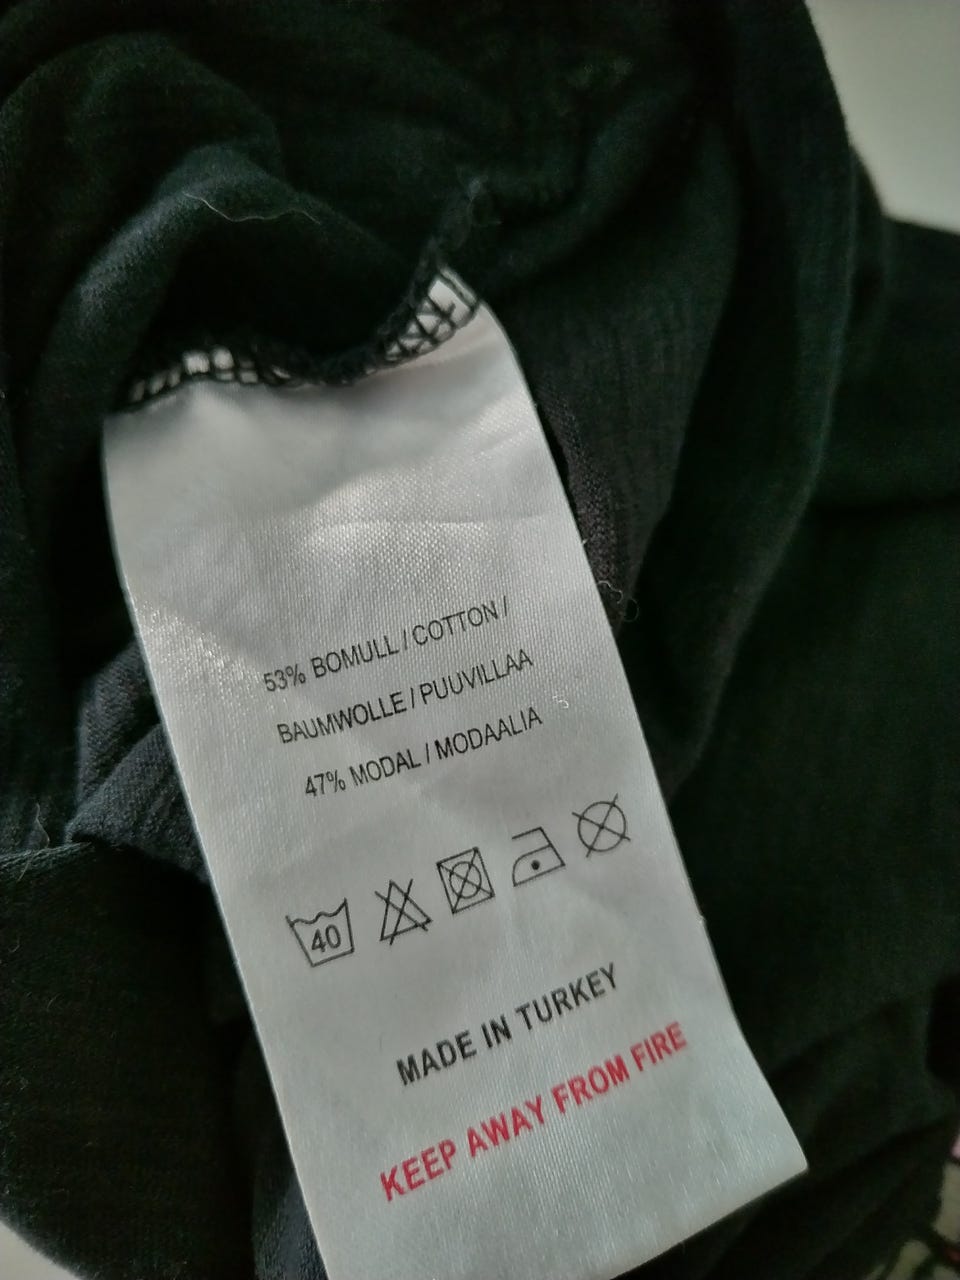 53% BOMULL / COTTON /
BAUMWOLLE / PUUVILLAA
47% MODAL / MODAALIA
40
MADE IN TURKEY
KEEP AWAY FROM FIRE